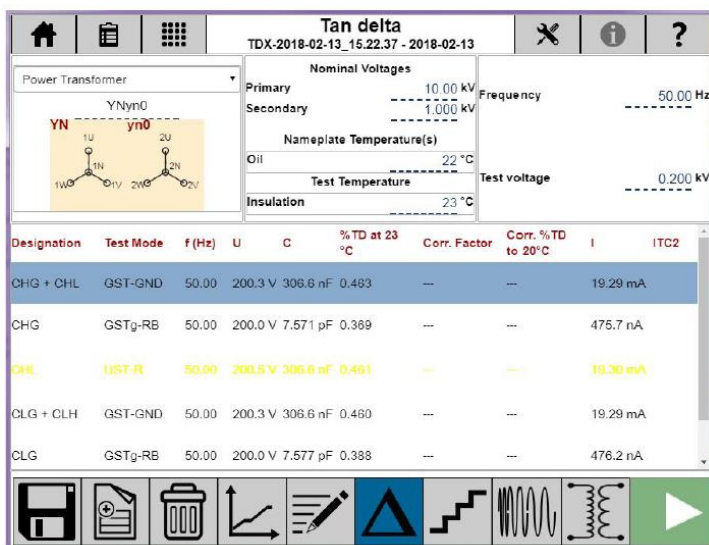 Tan delta
TDX-2018-02-13_15.22.37 - 2018-02-13
?
Power Transformer
YNyn0
YN yn0
1U 2U
1N 2N
1W 1V 2W 2V
Nominal Voltages
Primary 10.00 kV
Secondary 1.000 kV
Nameplate Temperature(s)
Oil 22 °C
Test Temperature
Insulation 23 °C
Frequency 50.00 Hz
Test voltage 0.200 kV
Designation Test Mode f (Hz) U C %TD at 23 °C Corr. Factor Corr. %TD to 20°C I ITC2
CHG + CHL GST-GND 50.00 200.3 V 306.6 nF 0.463 --- --- 19.29 mA
CHG GSTg-RB 50.00 200.0 V 7.571 pF 0.369 --- --- 475.7 nA
CHL UST-R 50.00 200.5 V 306.6 nF 0.461 --- --- 19.30 mA
CLG + CLH GST-GND 50.00 200.3 V 306.6 nF 0.460 --- --- 19.29 mA
CLG GSTg-RB 50.00 200.0 V 7.577 pF 0.388 --- --- 476.2 nA